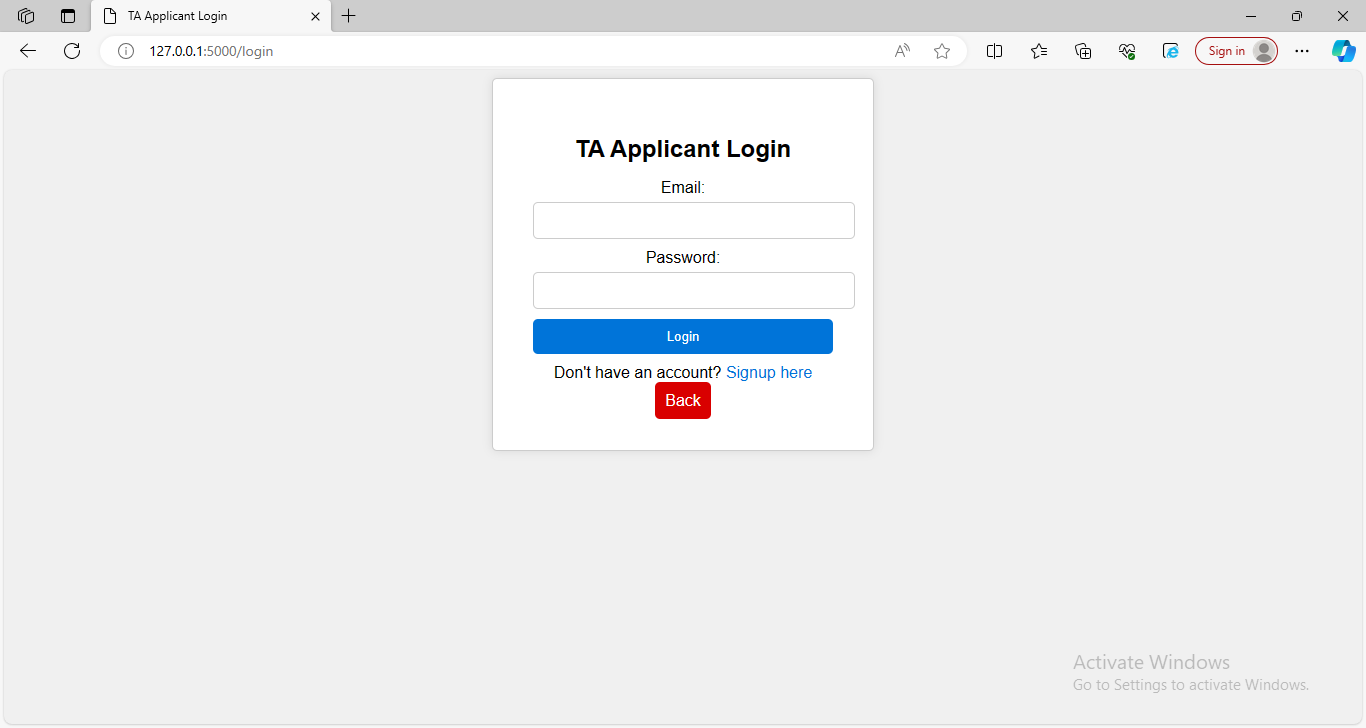 TA Applicant Login
127.0.0.1:5000/login
Sign in
TA Applicant Login
Email:
Password:
Login
Don't have an account? Signup here
Back
Activate Windows
Go to Settings to activate Windows.